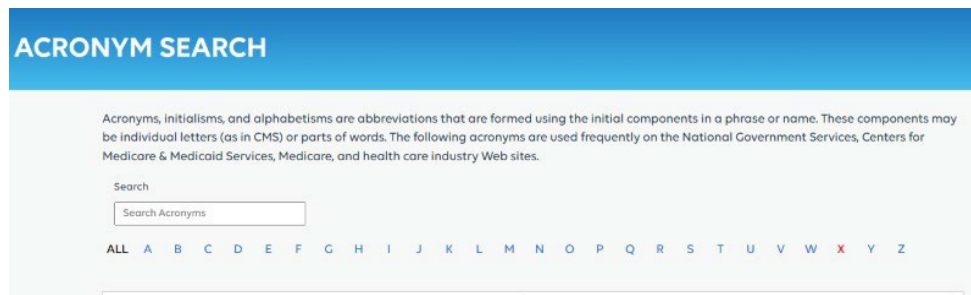 ACRONYM SEARCH
Acronyms, initialisms, and alphabetisms are abbreviations that are formed using the initial components in a phrase or name. These components may
be individual letters (as in CMS) or parts of words. The following acronyms are used frequently on the National Government Services, Centers for
Medicare & Medicaid Services, Medicare, and health care industry Web sites.
Search
Search Acronyms
ALL A B C D E F G H I J K L M N O P Q R S T U V W X Y Z